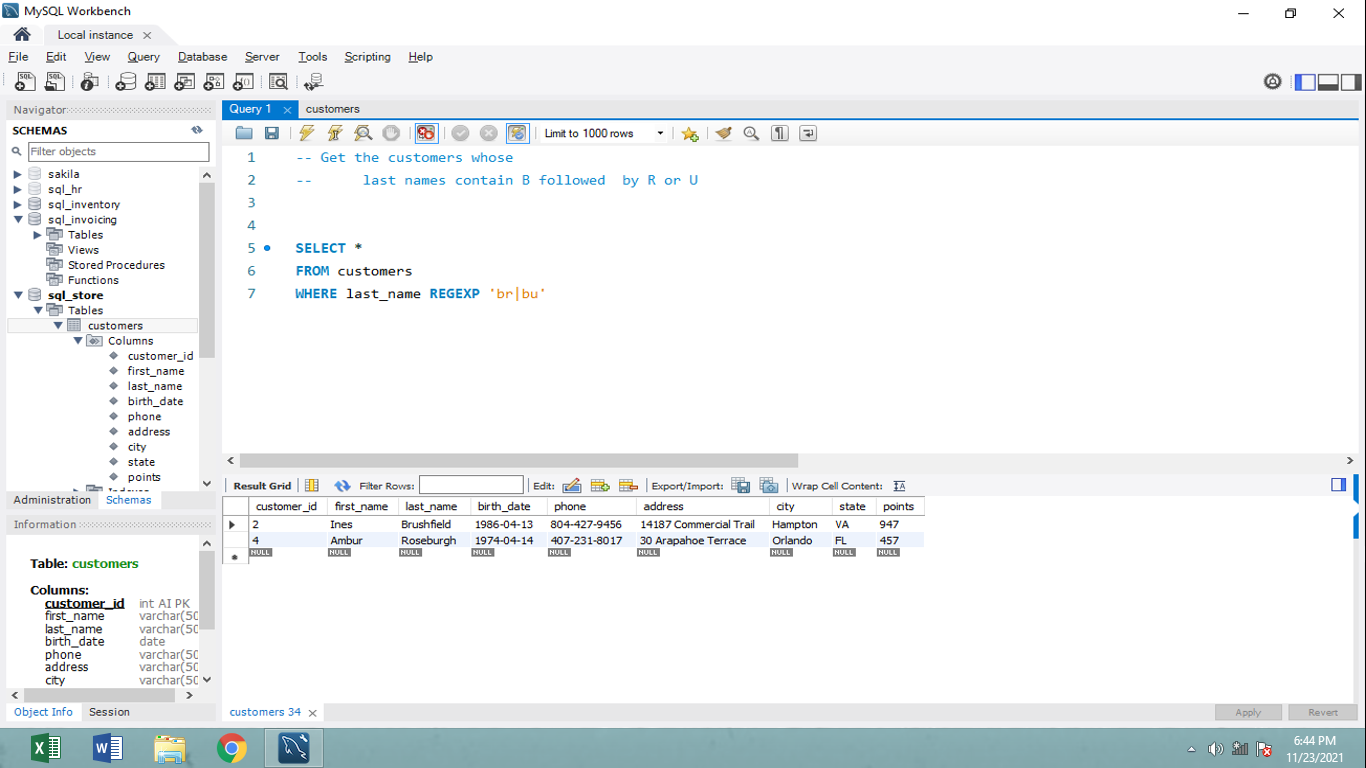 MySQL Workbench
Local instance
File Edit View Query Database Server Tools Scripting Help
Navigator
SCHEMAS
Filter objects
sakila
sql_hr
sql_inventory
sql_invoicing
Tables
Views
Stored Procedures
Functions
sql_store
Tables
customers
Columns
customer_id
first_name
last_name
birth_date
phone
address
city
state
points
Administration Schemas
Information
Table: customers
Columns:
customer_id int AI PK
first_name varchar(50
last_name varchar(50
birth_date date
phone varchar(50
address varchar(50
city varchar(50
Object Info Session
Query 1 customers
Limit to 1000 rows
1 -- Get the customers whose
2 -- last names contain B followed by R or U
3
4
5 SELECT *
6 FROM customers
7 WHERE last_name REGEXP 'br|bu'
Result Grid Filter Rows: Edit: Export/Import: Wrap Cell Content: IA
customer_id first_name last_name birth_date phone address city state points
2 Ines Brushfield 1986-04-13 804-427-9456 14187 Commercial Trail Hampton VA 947
4 Ambur Roseburgh 1974-04-14 407-231-8017 30 Arapahoe Terrace Orlando FL 457
NULL NULL NULL NULL NULL NULL NULL NULL NULL
customers 34
Apply Revert
6:44 PM
11/23/2021